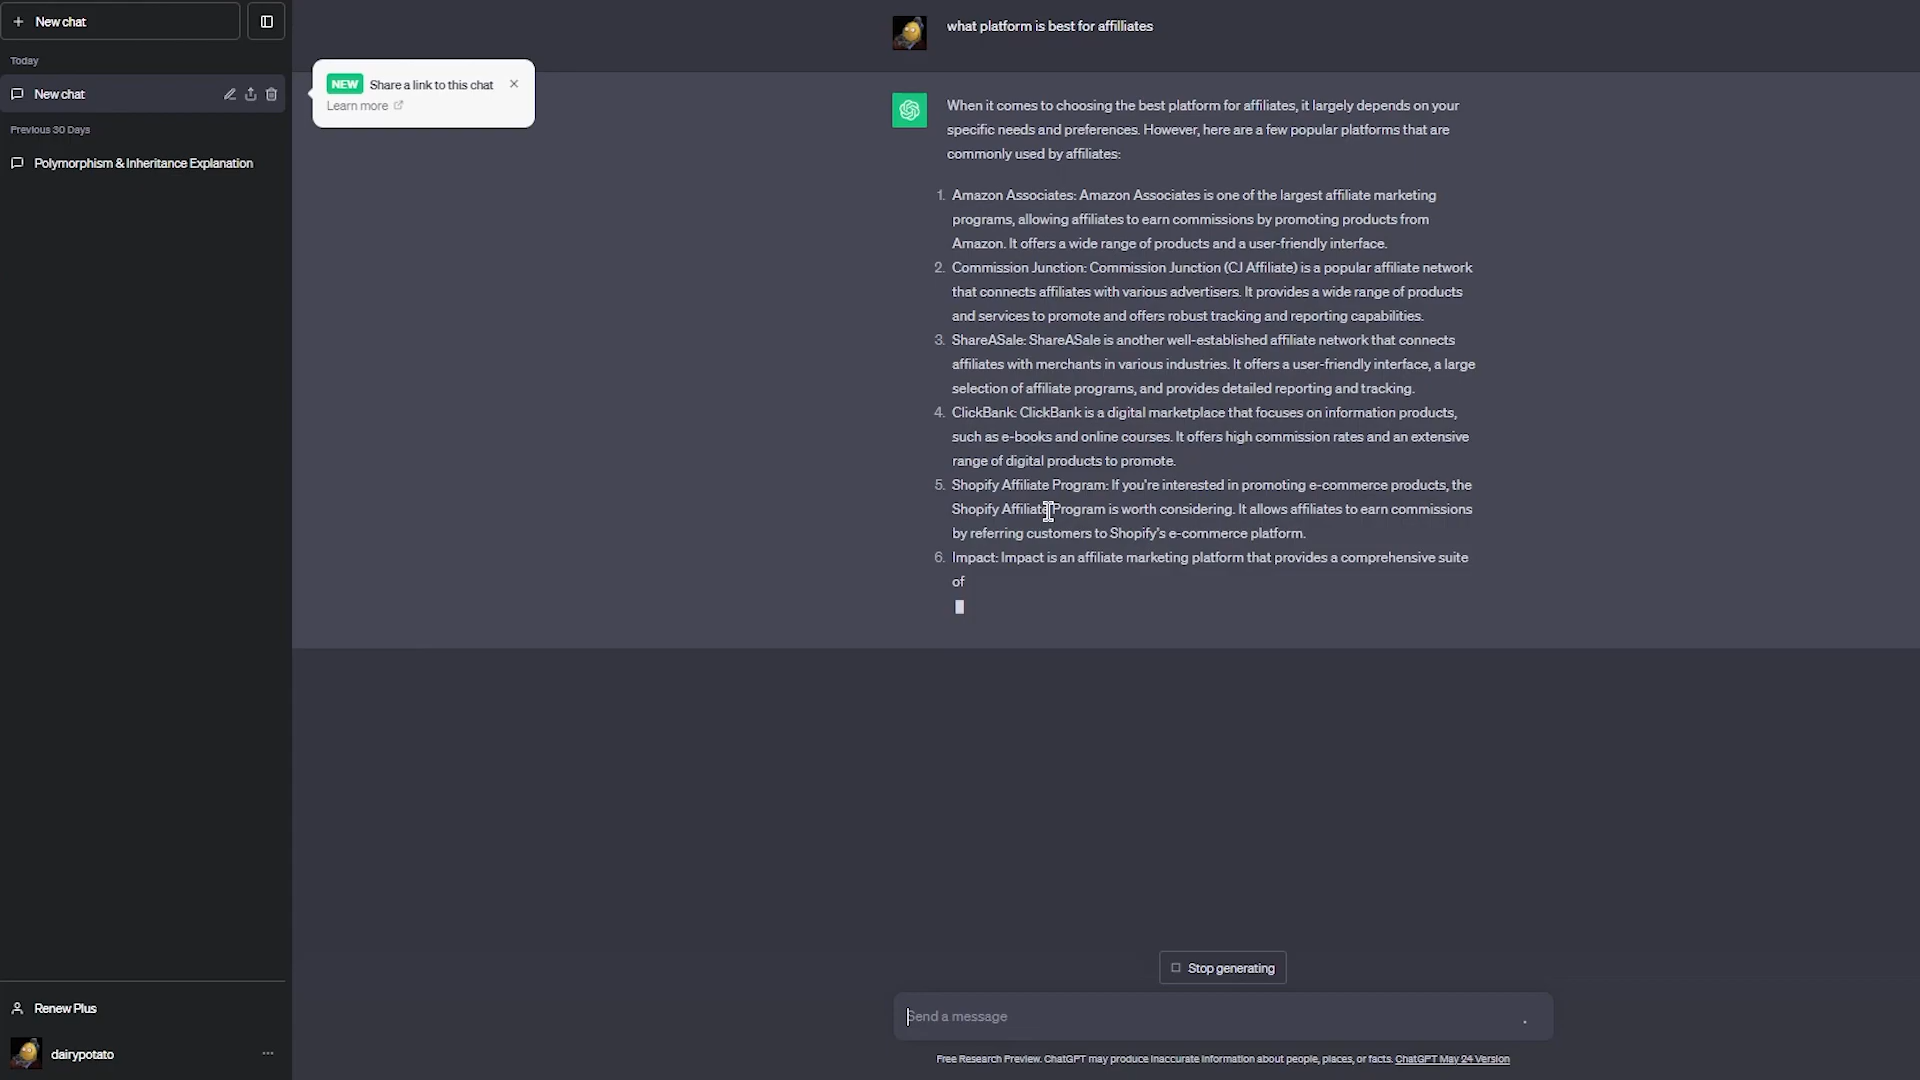 New chat
Today
New chat
Previous 30 Days
Polymorphism & Inheritance Explanation
NEW Share a link to this chat
Learn more
what platform is best for affilliates
When it comes to choosing the best platform for affiliates, it largely depends on your
specific needs and preferences. However, here are a few popular platforms that are
commonly used by affiliates:
1. Amazon Associates: Amazon Associates is one of the largest affiliate marketing
programs, allowing affiliates to earn commissions by promoting products from
Amazon. It offers a wide range of products and a user-friendly interface.
2. Commission Junction: Commission Junction (CJ Affiliate) is a popular affiliate network
that connects affiliates with various advertisers. It provides a wide range of products
and services to promote and offers robust tracking and reporting capabilities.
3. ShareASale: ShareASale is another well-established affiliate network that connects
affiliates with merchants in various industries. It offers a user-friendly interface, a large
selection of affiliate programs, and provides detailed reporting and tracking.
4. ClickBank: ClickBank is a digital marketplace that focuses on information products,
such as e-books and online courses. It offers high commission rates and an extensive
range of digital products to promote.
5. Shopify Affiliate Program: If you're interested in promoting e-commerce products, the
Shopify Affiliate Program is worth considering. It allows affiliates to earn commissions
by referring customers to Shopify's e-commerce platform.
6. Impact: Impact is an affiliate marketing platform that provides a comprehensive suite
of
Stop generating
Send a message
Free Research Preview. ChatGPT may produce inaccurate information about people, places, or facts. ChatGPT May 24 Version
Renew Plus
dairypotato